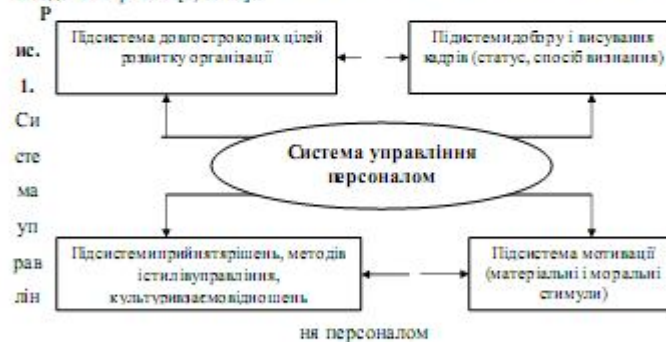 Р
ис.
1.
Си
сте
ма
уп
рав
лін
ня персоналом
Підсистема довгострокових цілей
розвитку організації
Підистемидобору і висування
кадрів (статус, спосіб визнання)
Система управління
персоналом
Підсистемиприйнятярішень, методів
істилівуправління,
культуривзаємовідношень
Підсистема мотивації
(матеріальні і моральні
стимули)